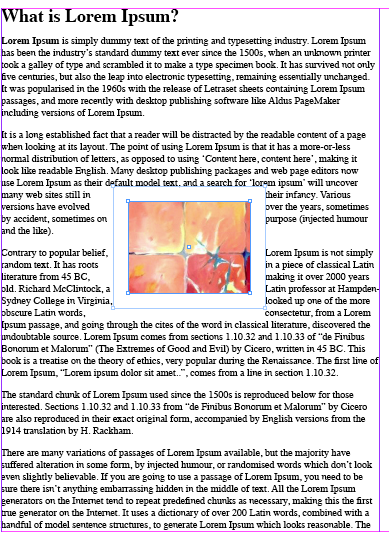 What is Lorem Ipsum?
Lorem Ipsum is simply dummy text of the printing and typesetting industry. Lorem Ipsum
has been the industry’s standard dummy text ever since the 1500s, when an unknown printer
took a galley of type and scrambled it to make a type specimen book. It has survived not only
five centuries, but also the leap into electronic typesetting, remaining essentially unchanged.
It was popularised in the 1960s with the release of Letraset sheets containing Lorem Ipsum
passages, and more recently with desktop publishing software like Aldus PageMaker
including versions of Lorem Ipsum.
It is a long established fact that a reader will be distracted by the readable content of a page
when looking at its layout. The point of using Lorem Ipsum is that it has a more-or-less
normal distribution of letters, as opposed to using ‘Content here, content here’, making it
look like readable English. Many desktop publishing packages and web page editors now
use Lorem Ipsum as their default model text, and a search for ‘lorem ipsum’ will uncover
many web sites still in their infancy. Various
versions have evolved over the years, sometimes
by accident, sometimes on purpose (injected humour
and the like).
Contrary to popular belief, Lorem Ipsum is not simply
random text. It has roots in a piece of classical Latin
literature from 45 BC, making it over 2000 years
old. Richard McClintock, a Latin professor at Hampden-
Sydney College in Virginia, looked up one of the more
obscure Latin words, consectetur, from a Lorem
Ipsum passage, and going through the cites of the word in classical literature, discovered the
undoubtable source. Lorem Ipsum comes from sections 1.10.32 and 1.10.33 of “de Finibus
Bonorum et Malorum” (The Extremes of Good and Evil) by Cicero, written in 45 BC. This
book is a treatise on the theory of ethics, very popular during the Renaissance. The first line of
Lorem Ipsum, “Lorem ipsum dolor sit amet..”, comes from a line in section 1.10.32.
The standard chunk of Lorem Ipsum used since the 1500s is reproduced below for those
interested. Sections 1.10.32 and 1.10.33 from “de Finibus Bonorum et Malorum” by Cicero
are also reproduced in their exact original form, accompanied by English versions from the
1914 translation by H. Rackham.
There are many variations of passages of Lorem Ipsum available, but the majority have
suffered alteration in some form, by injected humour, or randomised words which don’t look
even slightly believable. If you are going to use a passage of Lorem Ipsum, you need to be
sure there isn’t anything embarrassing hidden in the middle of text. All the Lorem Ipsum
generators on the Internet tend to repeat predefined chunks as necessary, making this the first
true generator on the Internet. It uses a dictionary of over 200 Latin words, combined with a
handful of model sentence structures, to generate Lorem Ipsum which looks reasonable. The